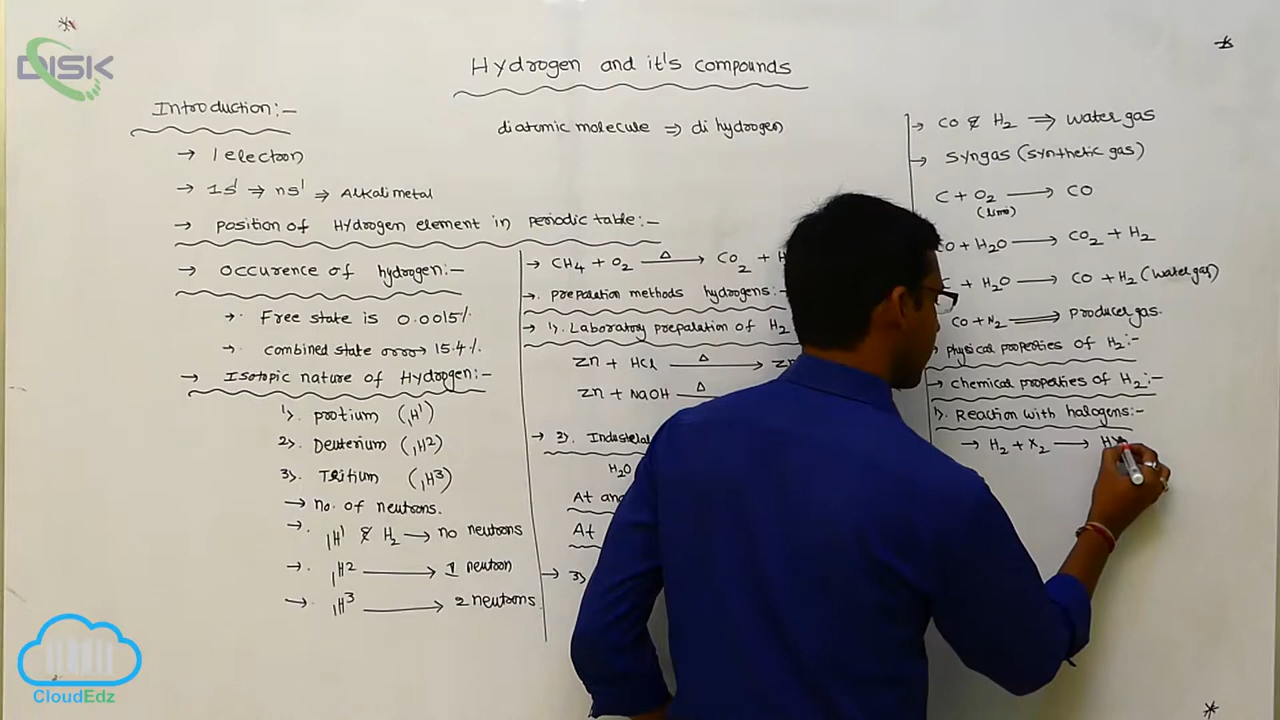 DISK
Hydrogen and it's compounds
Introduction:-
diatomic molecule ⇒ di hydrogen
→ 1 electron
→ 1s¹ ⇒ ns¹ ⇒ Alkali metal
→ position of Hydrogen element in periodic table:-
→ occurence of hydrogen:-
→. Free state is 0.0015%
→. combined state 15.4%.
→ Isotopic nature of Hydrogen:-
1). protium (₁H¹)
2). Deuterium (₁H²)
3). Tritium (₁H³)
→ no. of neutrons.
→. ₁H¹ & H₂ → no neutrons
→. ₁H² → 1 neutron
→. ₁H³ → 2 neutrons.
→ CH₄ + O₂ →Δ CO₂ + H
→. preparation methods hydrogens:-
→ 1). Laboratory preparation of H₂
Zn + HCl →Δ Zn
Zn + NaOH →Δ
→ 2).
H₂O
At
At
→ 3)
→ CO & H₂ ⇒ water gas
→ syngas (synthetic gas)
C + O₂ → CO
CO + H₂O → CO₂ + H₂
+ H₂O → CO + H₂ (water gas)
CO + N₂ ⇒ producer gas.
→ physical properties of H₂:-
→ chemical properties of H₂:-
1). Reaction with halogens:-
→ H₂ + X₂ → HX
CloudEdz